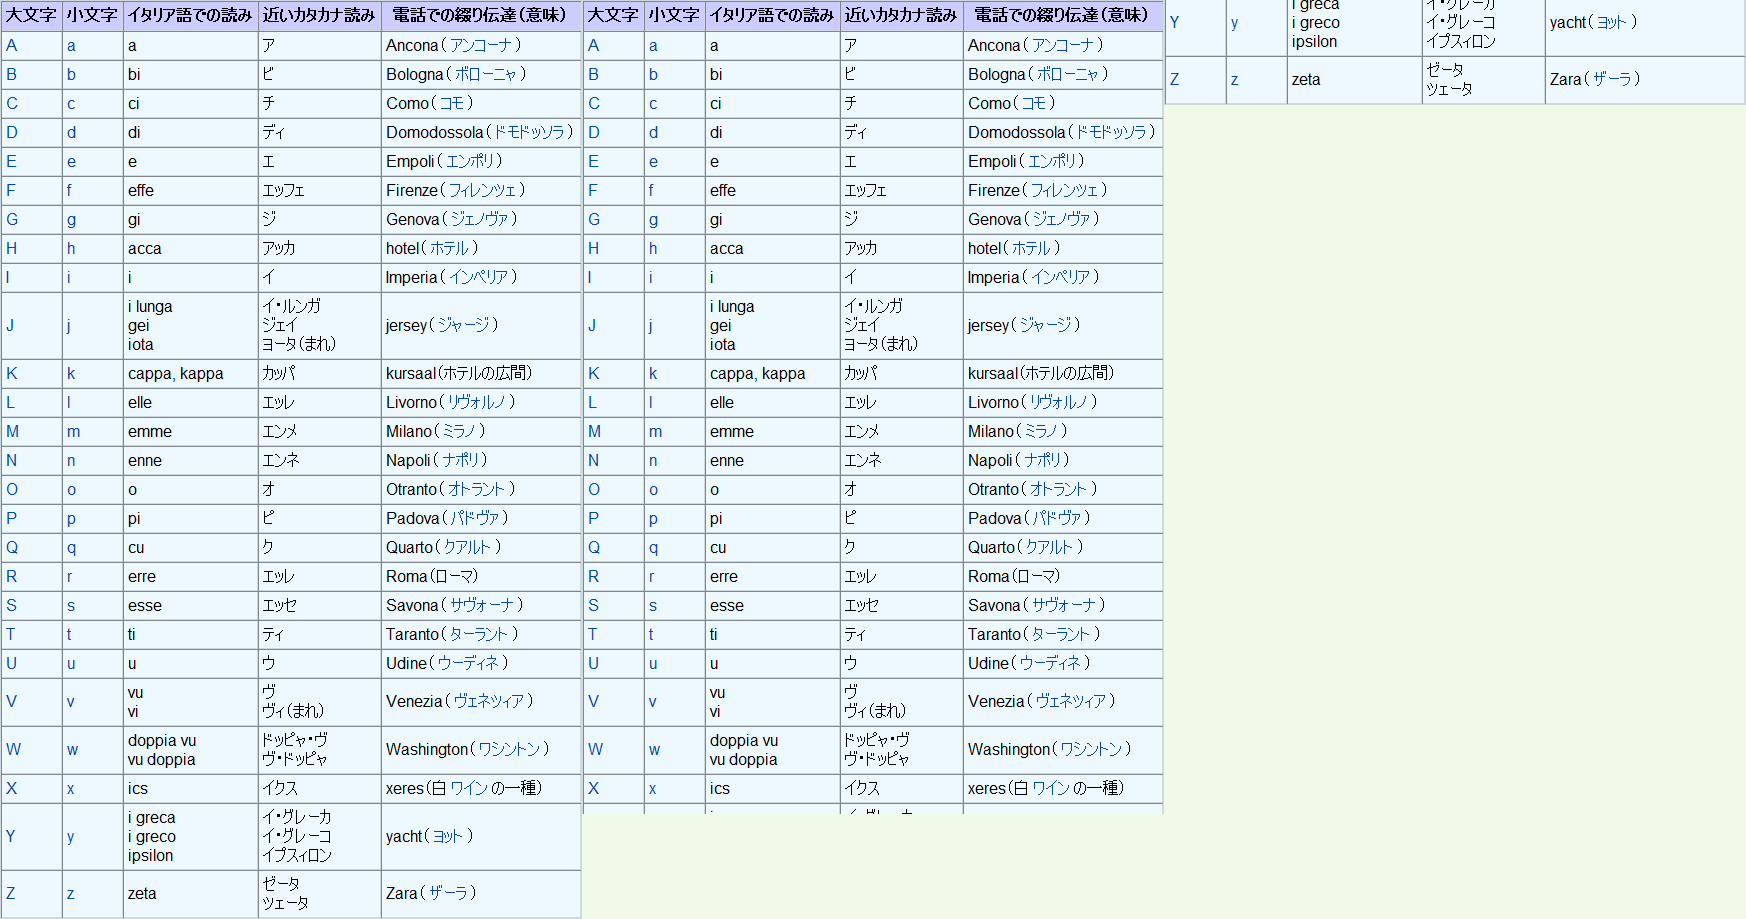 大文字 小文字 イタリア語での読み 近いカタカナ読み 電話での綴り伝達(意味)
A a a ア Ancona(アンコーナ)
B b bi ビ Bologna(ボローニャ)
C c ci チ Como(コモ)
D d di ディ Domodossola(ドモドッソラ)
E e e エ Empoli(エンポリ)
F f effe エッフェ Firenze(フィレンツェ)
G g gi ジ Genova(ジェノヴァ)
H h acca アッカ hotel(ホテル)
I i i イ Imperia(インペリア)
J j i lunga イ・ルンガ jersey(ジャージ)
gei ジェイ
iota ヨータ(まれ)
K k cappa, kappa カッパ kursaal(ホテルの広間)
L l elle エッレ Livorno(リヴォルノ)
M m emme エンメ Milano(ミラノ)
N n enne エンネ Napoli(ナポリ)
O o o オ Otranto(オトラント)
P p pi ピ Padova(パドヴァ)
Q q cu ク Quarto(クアルト)
R r erre エッレ Roma(ローマ)
S s esse エッセ Savona(サヴォーナ)
T t ti ティ Taranto(ターラント)
U u u ウ Udine(ウーディネ)
V v vu ヴ Venezia(ヴェネツィア)
vi ヴィ(まれ)
W w doppia vu ドッピャ・ヴ Washington(ワシントン)
vu doppia ヴ・ドッピャ
X x ics イクス xeres(白ワインの一種)
Y y i greca イ・グレーカ yacht(ヨット)
i greco イ・グレーコ
ipsilon イプスィロン
Z z zeta ゼータ Zara(ザーラ)
ツェータ
大文字 小文字 イタリア語での読み 近いカタカナ読み 電話での綴り伝達(意味)
A a a ア Ancona(アンコーナ)
B b bi ビ Bologna(ボローニャ)
C c ci チ Como(コモ)
D d di ディ Domodossola(ドモドッソラ)
E e e エ Empoli(エンポリ)
F f effe エッフェ Firenze(フィレンツェ)
G g gi ジ Genova(ジェノヴァ)
H h acca アッカ hotel(ホテル)
I i i イ Imperia(インペリア)
J j i lunga イ・ルンガ jersey(ジャージ)
gei ジェイ
iota ヨータ(まれ)
K k cappa, kappa カッパ kursaal(ホテルの広間)
L l elle エッレ Livorno(リヴォルノ)
M m emme エンメ Milano(ミラノ)
N n enne エンネ Napoli(ナポリ)
O o o オ Otranto(オトラント)
P p pi ピ Padova(パドヴァ)
Q q cu ク Quarto(クアルト)
R r erre エッレ Roma(ローマ)
S s esse エッセ Savona(サヴォーナ)
T t ti ティ Taranto(ターラント)
U u u ウ Udine(ウーディネ)
V v vu ヴ Venezia(ヴェネツィア)
vi ヴィ(まれ)
W w doppia vu ドッピャ・ヴ Washington(ワシントン)
vu doppia ヴ・ドッピャ
X x ics イクス xeres(白ワインの一種)
Y y i greca イ・グレーカ yacht(ヨット)
i greco イ・グレーコ
ipsilon イプスィロン
Z z zeta ゼータ Zara(ザーラ)
ツェータ